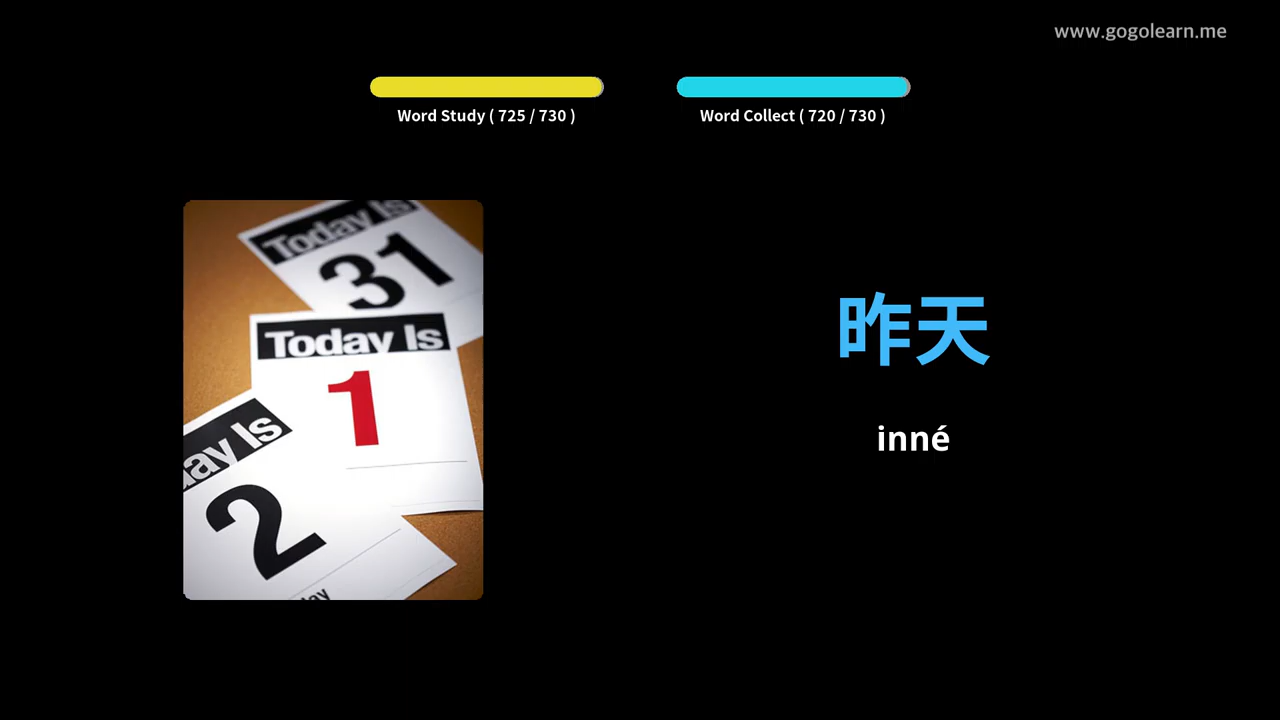 www.gogolearn.me
Word Study ( 725 / 730 )
Word Collect ( 720 / 730 )
Today Is
31
Today Is
1
ay Is
2
昨天
inné